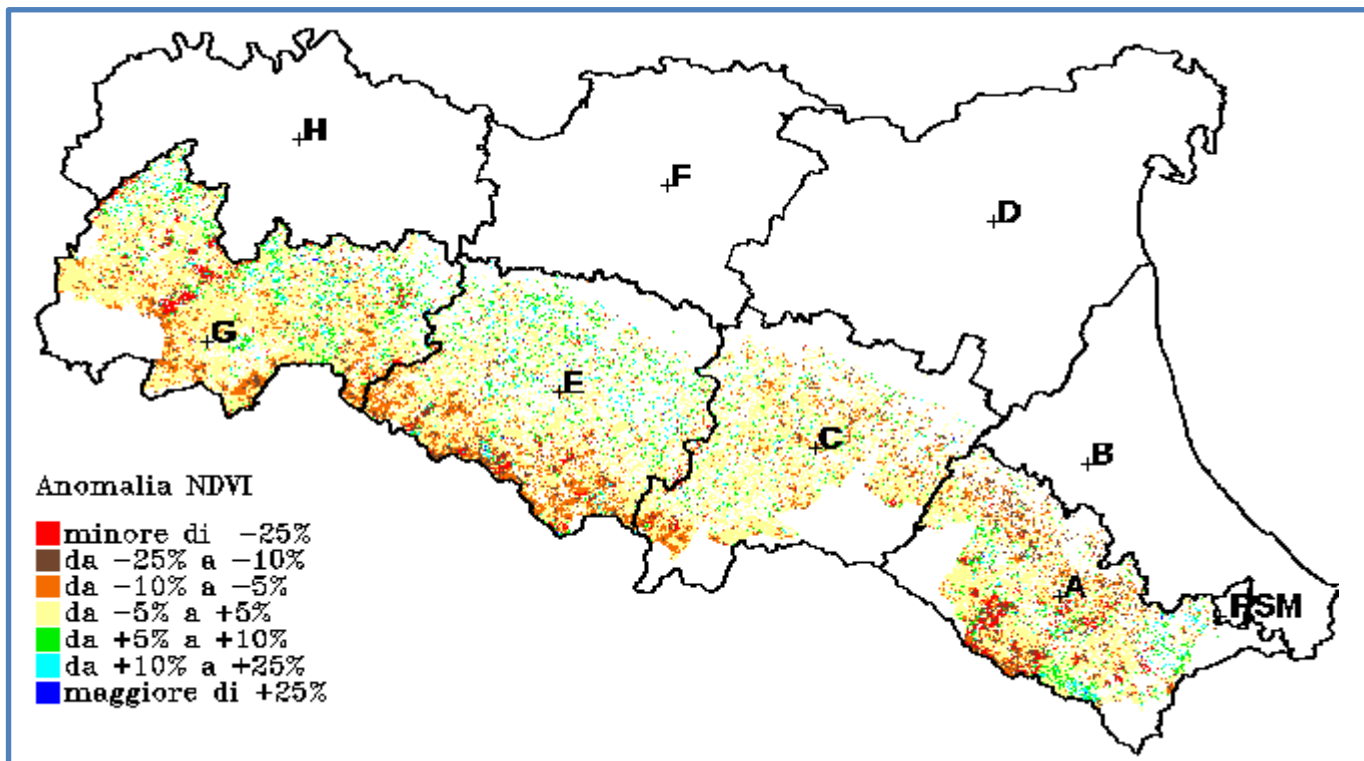 H
F
D
G
E
C
B
A
RSM
Anomalia NDVI
minore di -25%
da -25% a -10%
da -10% a -5%
da -5% a +5%
da +5% a +10%
da +10% a +25%
maggiore di +25%